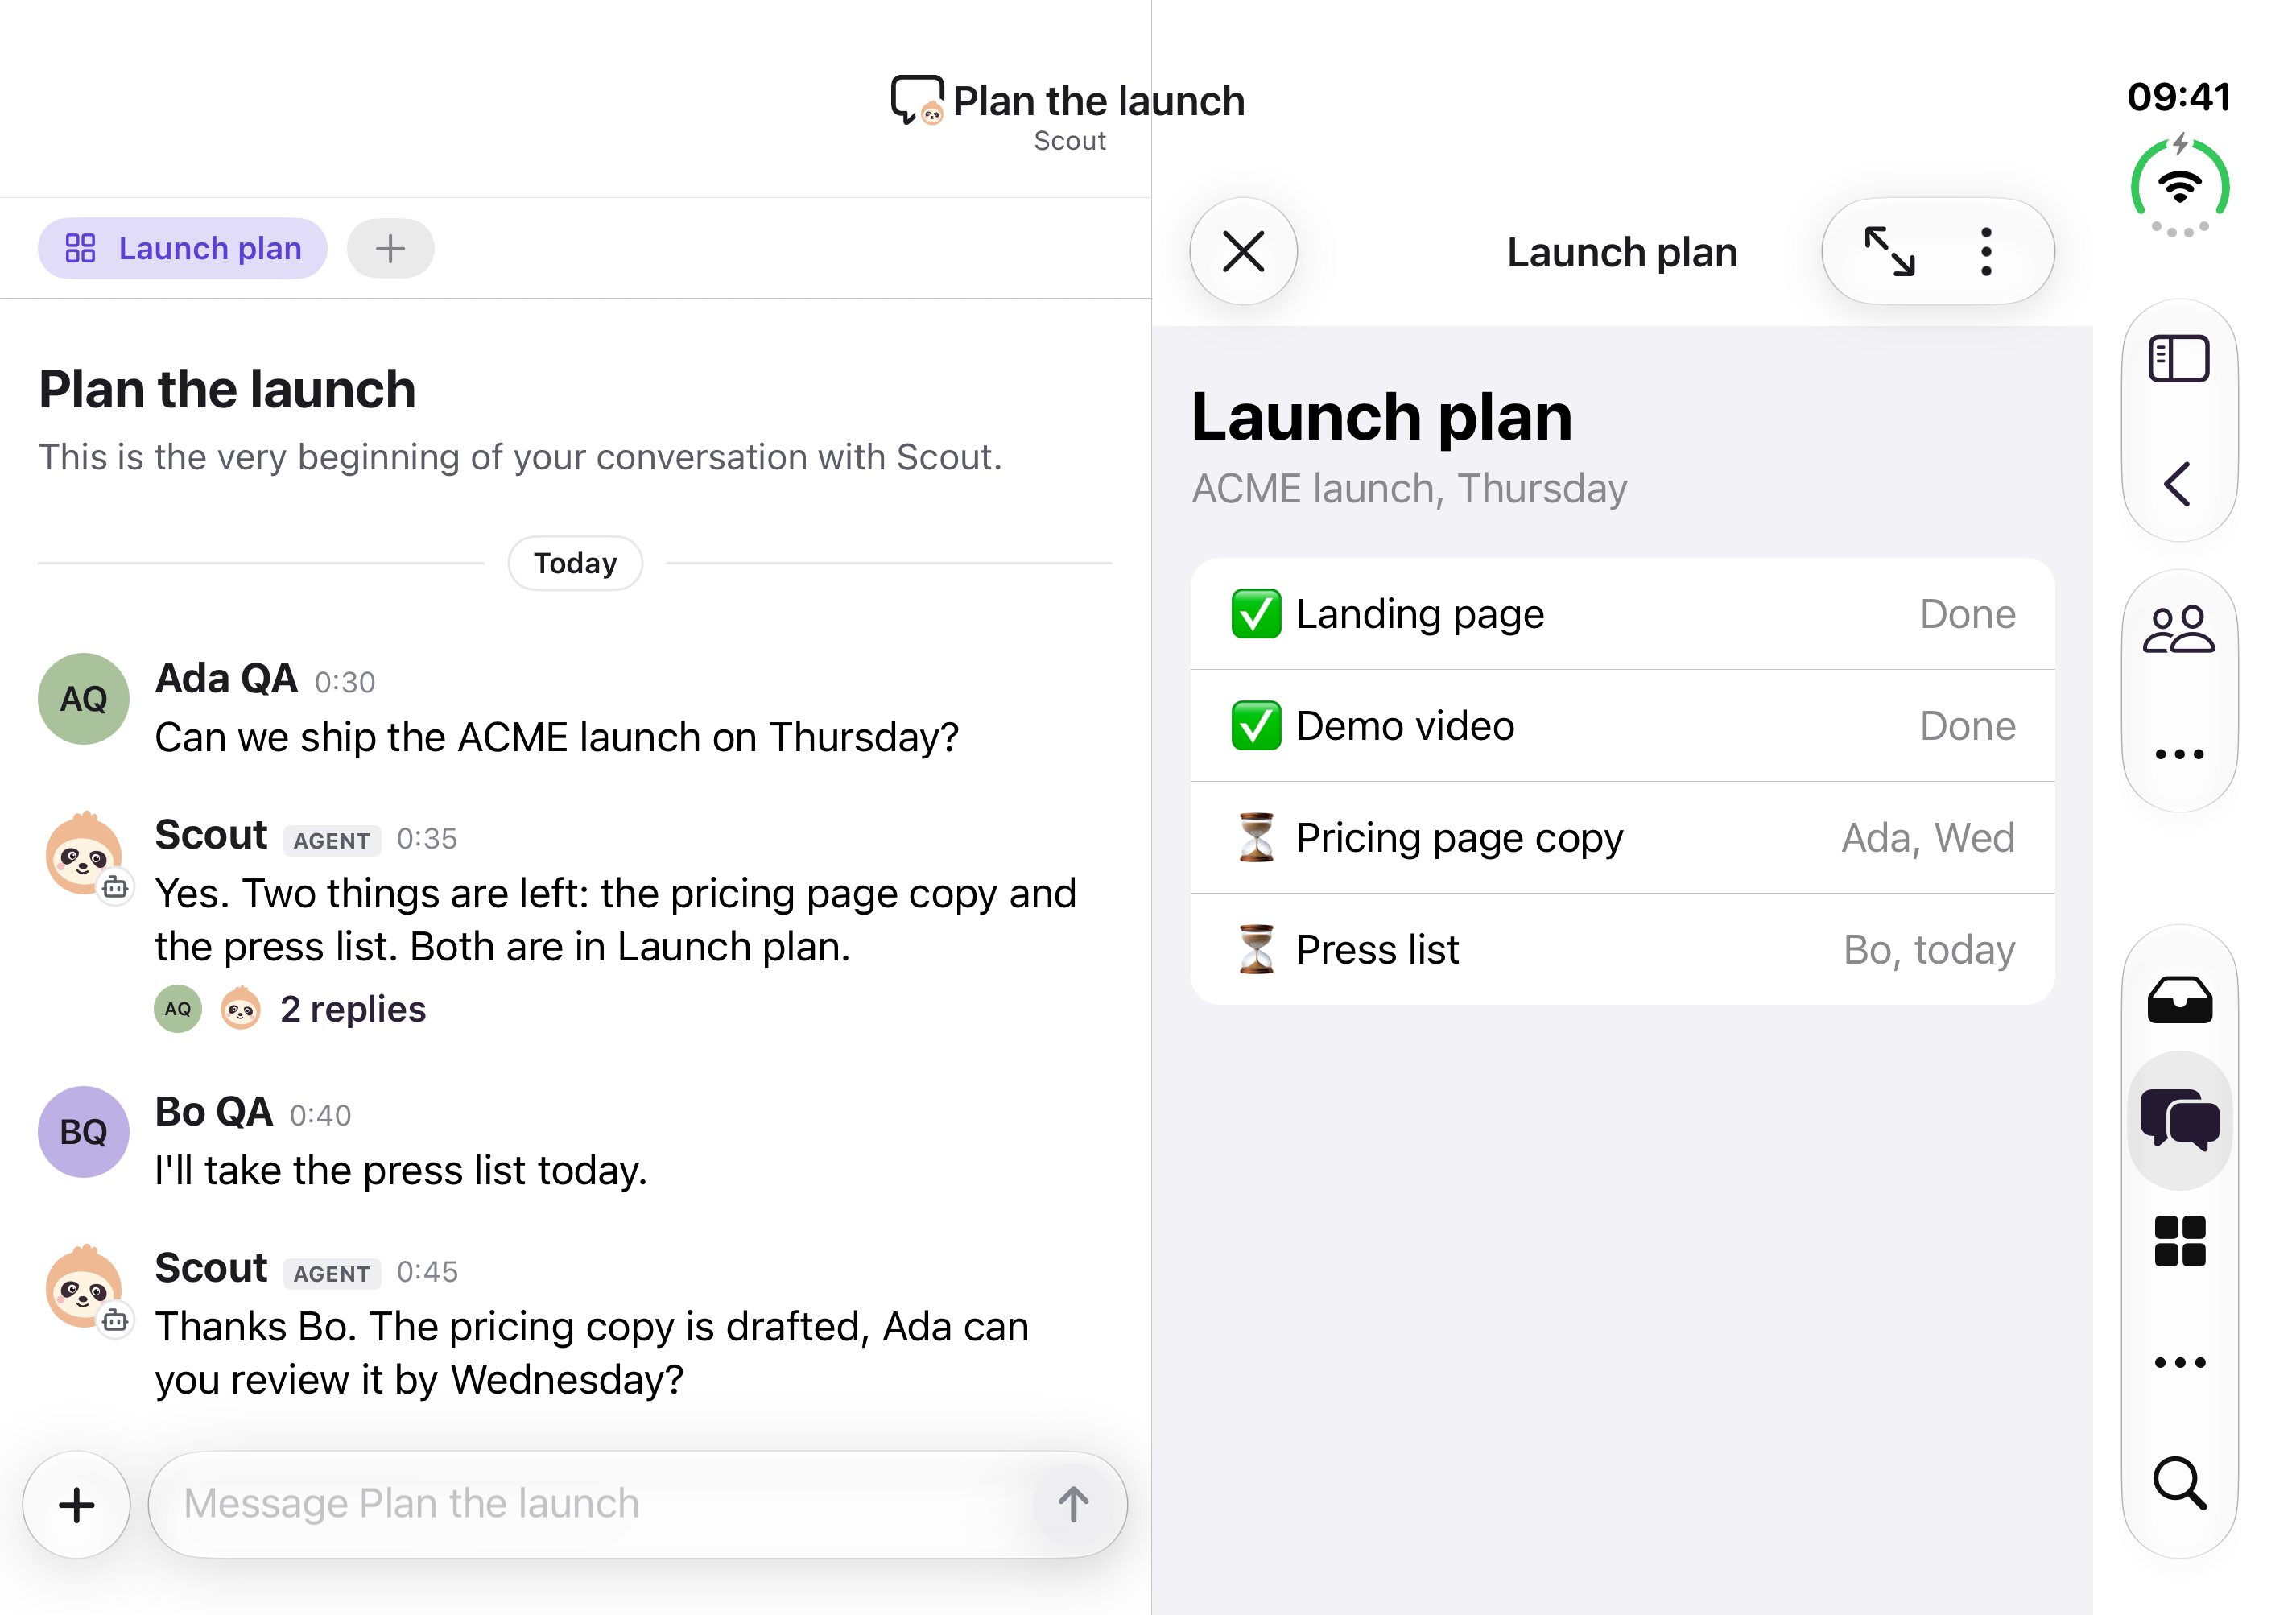 Plan the launch
Scout
09:41
Launch plan
Plan the launch
This is the very beginning of your conversation with Scout.
Today
AQ
Ada QA 0:30
Can we ship the ACME launch on Thursday?
Scout AGENT 0:35
Yes. Two things are left: the pricing page copy and
the press list. Both are in Launch plan.
AQ 2 replies
BQ
Bo QA 0:40
I'll take the press list today.
Scout AGENT 0:45
Thanks Bo. The pricing copy is drafted, Ada can
you review it by Wednesday?
Message Plan the launch
Launch plan
Launch plan
ACME launch, Thursday
Landing page Done
Demo video Done
Pricing page copy Ada, Wed
Press list Bo, today